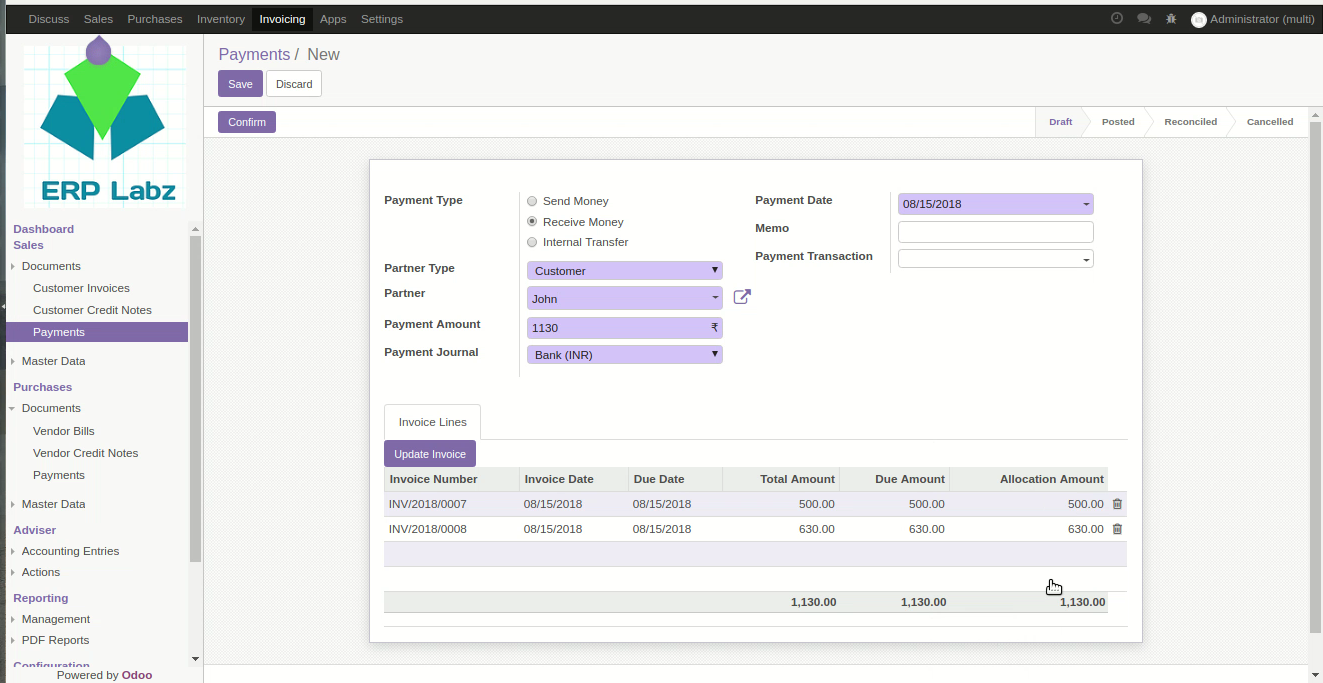 Discuss Sales Purchases Inventory Invoicing Apps Settings Administrator (multi)
ERP Labz
Dashboard
Sales
Documents
Customer Invoices
Customer Credit Notes
Payments
Master Data
Purchases
Documents
Vendor Bills
Vendor Credit Notes
Payments
Master Data
Adviser
Accounting Entries
Actions
Reporting
Management
PDF Reports
Configuration
Powered by Odoo
Payments / New
Save Discard
Confirm Draft Posted Reconciled Cancelled
Payment Type Send Money
Receive Money
Internal Transfer
Partner Type Customer
Partner John
Payment Amount 1130 ₹
Payment Journal Bank (INR)
Payment Date 08/15/2018
Memo
Payment Transaction
Invoice Lines
Update Invoice
Invoice Number Invoice Date Due Date Total Amount Due Amount Allocation Amount
INV/2018/0007 08/15/2018 08/15/2018 500.00 500.00 500.00
INV/2018/0008 08/15/2018 08/15/2018 630.00 630.00 630.00
1,130.00 1,130.00 1,130.00